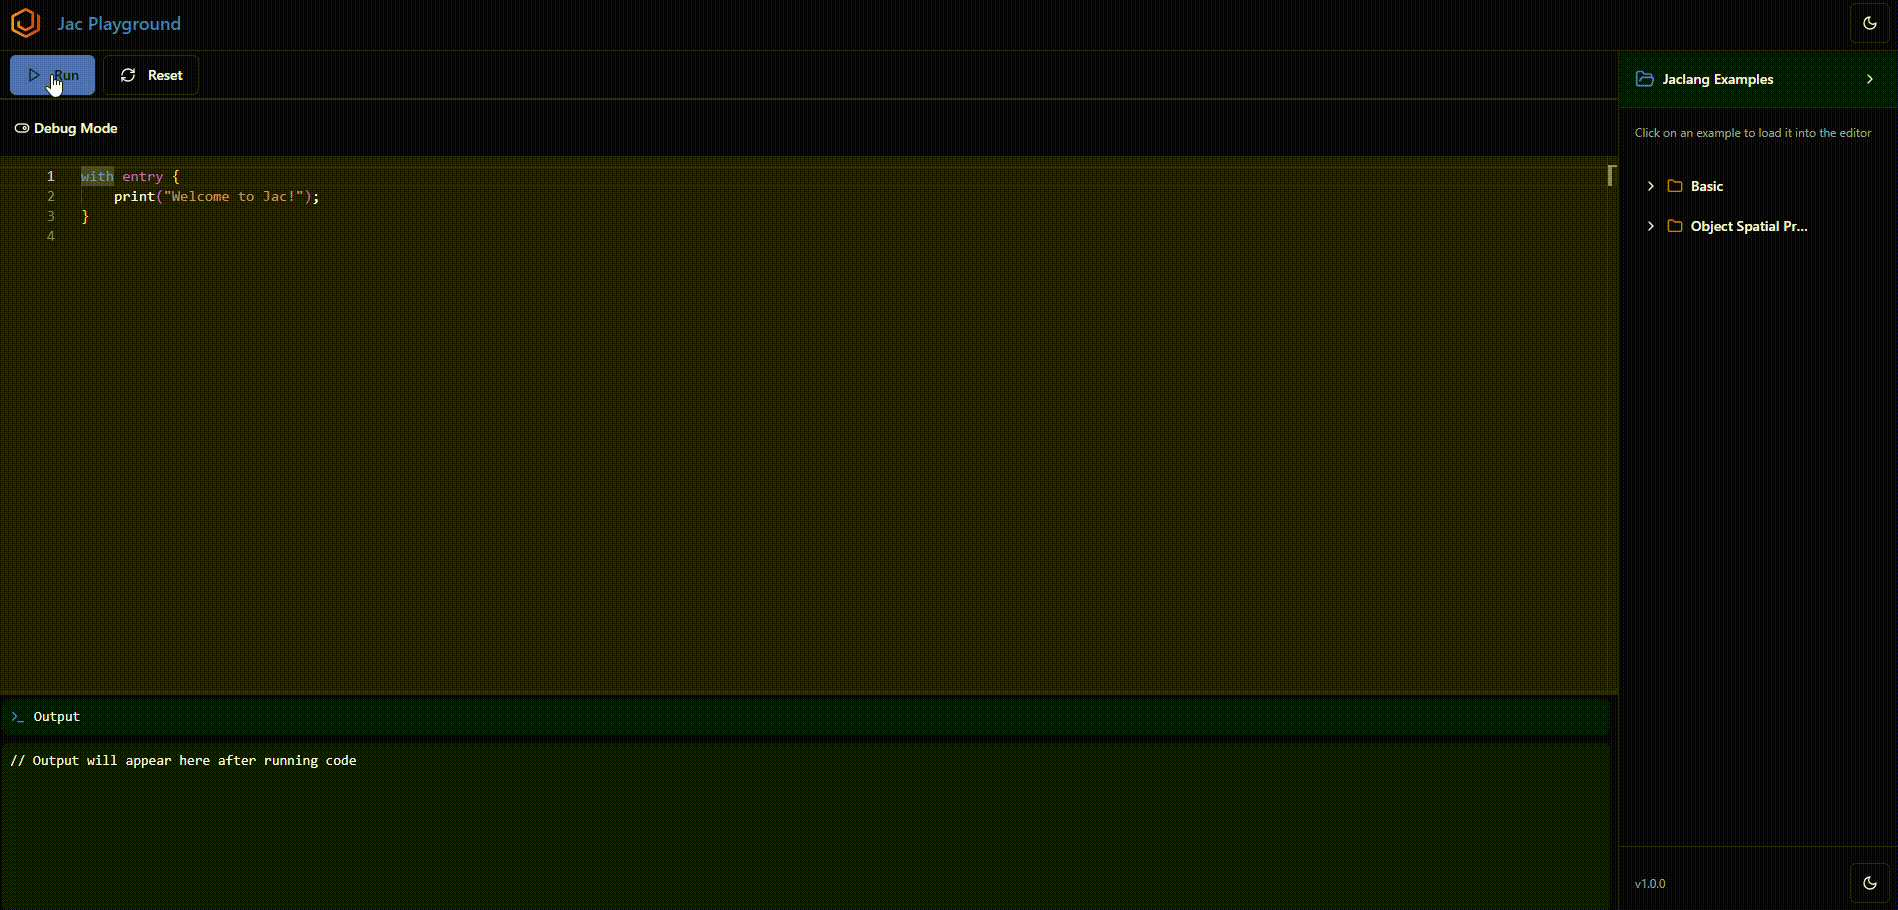 Jac Playground
Run
Reset
Debug Mode
1 with entry {
2 print("Welcome to Jac!");
3 }
4
Output
// Output will appear here after running code
Jaclang Examples
Click on an example to load it into the editor
Basic
Object Spatial Pr...
v1.0.0